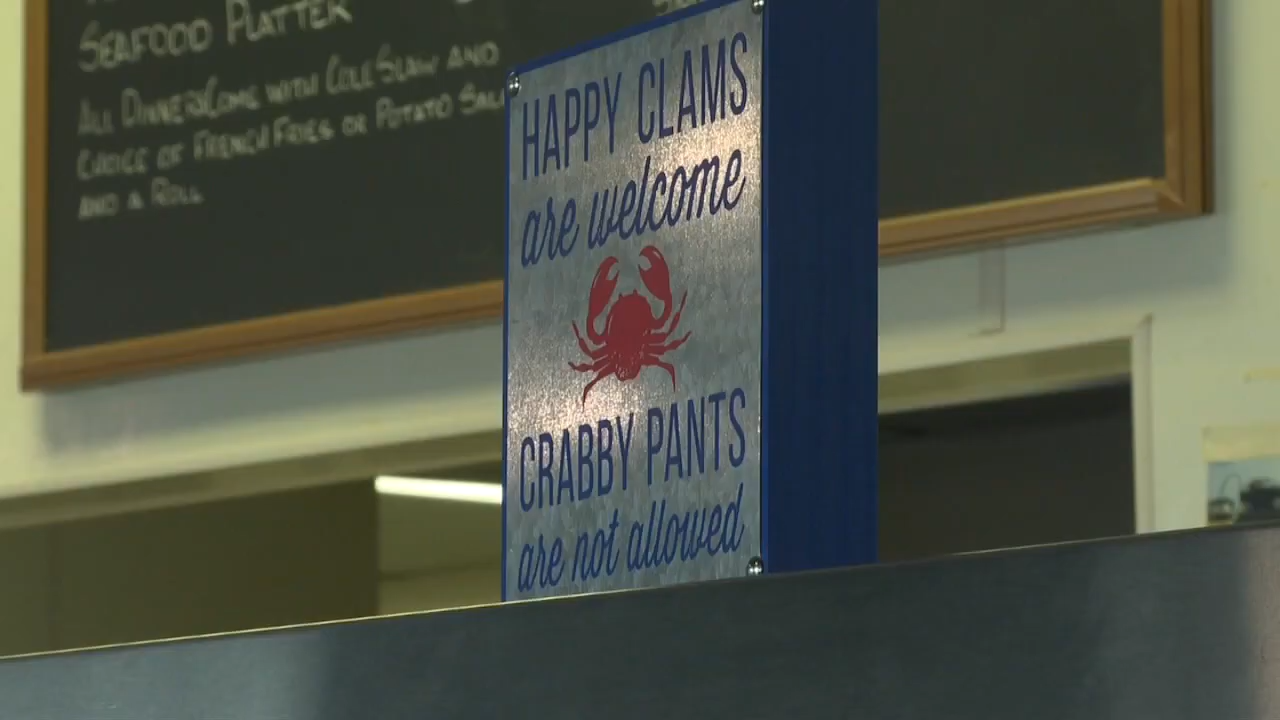 SEAFOOD PLATTER
ALL DINNERS COME WITH COLE SLAW AND
CHOICE OF FRENCH FRIES OR POTATO
AND A ROLL
HAPPY CLAMS
are welcome
CRABBY PANTS
are not allowed